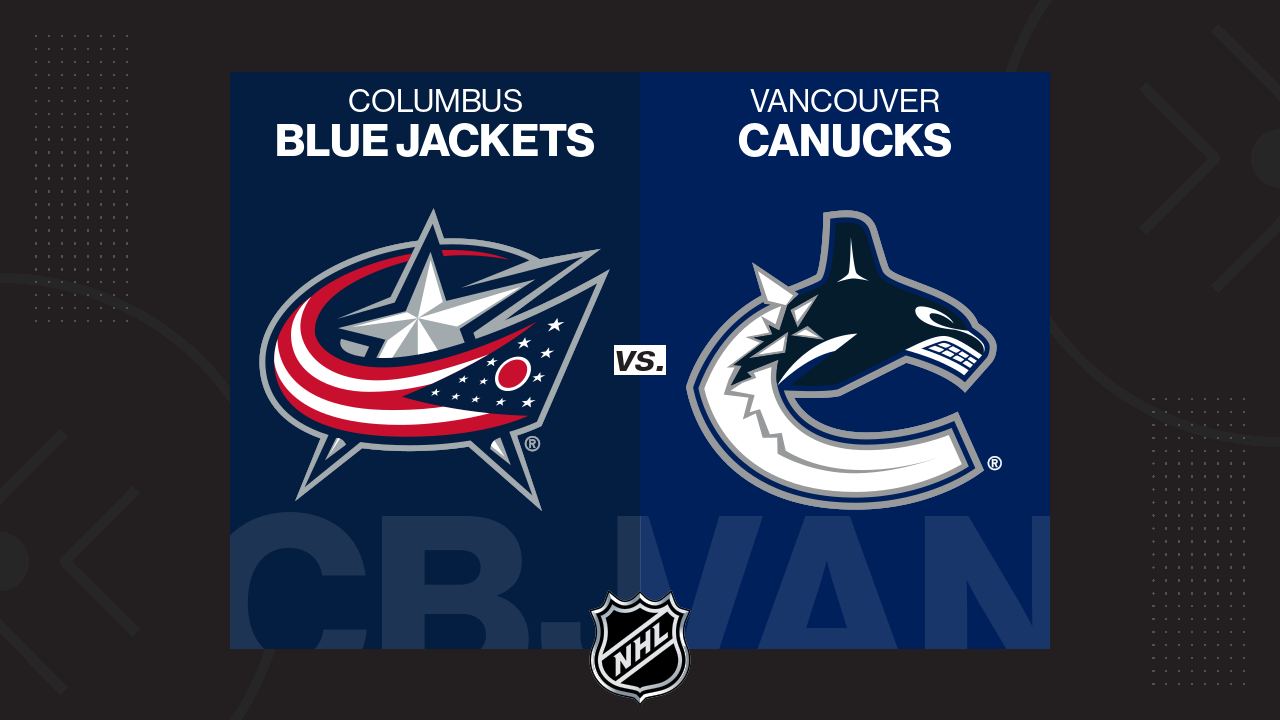 COLUMBUS
BLUE JACKETS
VANCOUVER
CANUCKS
vs.
®
®
CBJ
VAN
NHL